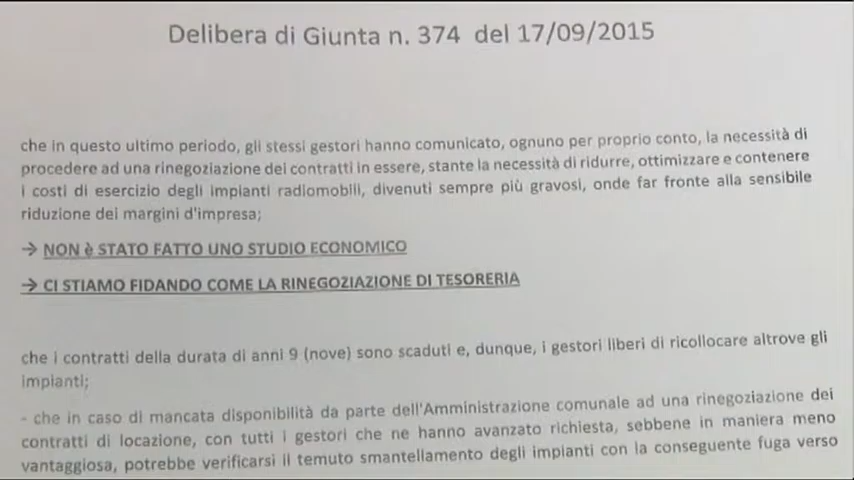 Delibera di Giunta n. 374 del 17/09/2015
che in questo ultimo periodo, gli stessi gestori hanno comunicato, ognuno per proprio conto, la necessità di
procedere ad una rinegoziazione dei contratti in essere, stante la necessità di ridurre, ottimizzare e contenere
i costi di esercizio degli impianti radiomobili, divenuti sempre più gravosi, onde far fronte alla sensibile
riduzione dei margini d'impresa;
→ NON è STATO FATTO UNO STUDIO ECONOMICO
→ CI STIAMO FIDANDO COME LA RINEGOZIAZIONE DI TESORERIA
che i contratti della durata di anni 9 (nove) sono scaduti e, dunque, i gestori liberi di ricollocare altrove gli
impianti;
- che in caso di mancata disponibilità da parte dell'Amministrazione comunale ad una rinegoziazione dei
contratti di locazione, con tutti i gestori che ne hanno avanzato richiesta, sebbene in maniera meno
vantaggiosa, potrebbe verificarsi il temuto smantellamento degli impianti con la conseguente fuga verso